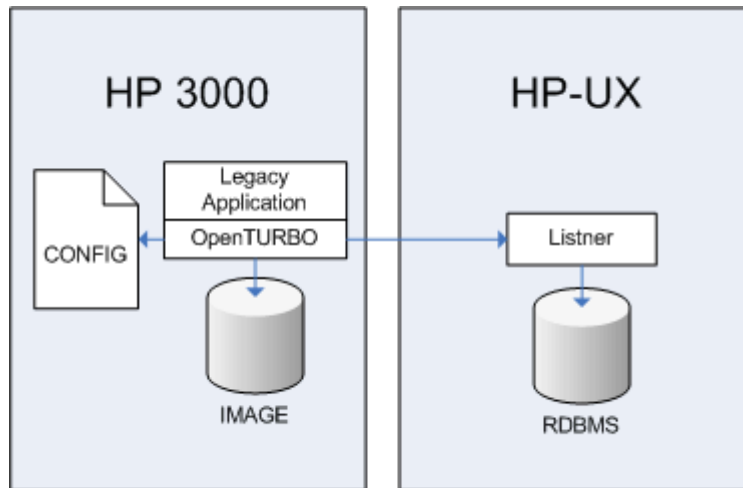 HP 3000
HP-UX
Legacy
Application
OpenTURBO
CONFIG
Listner
IMAGE
RDBMS